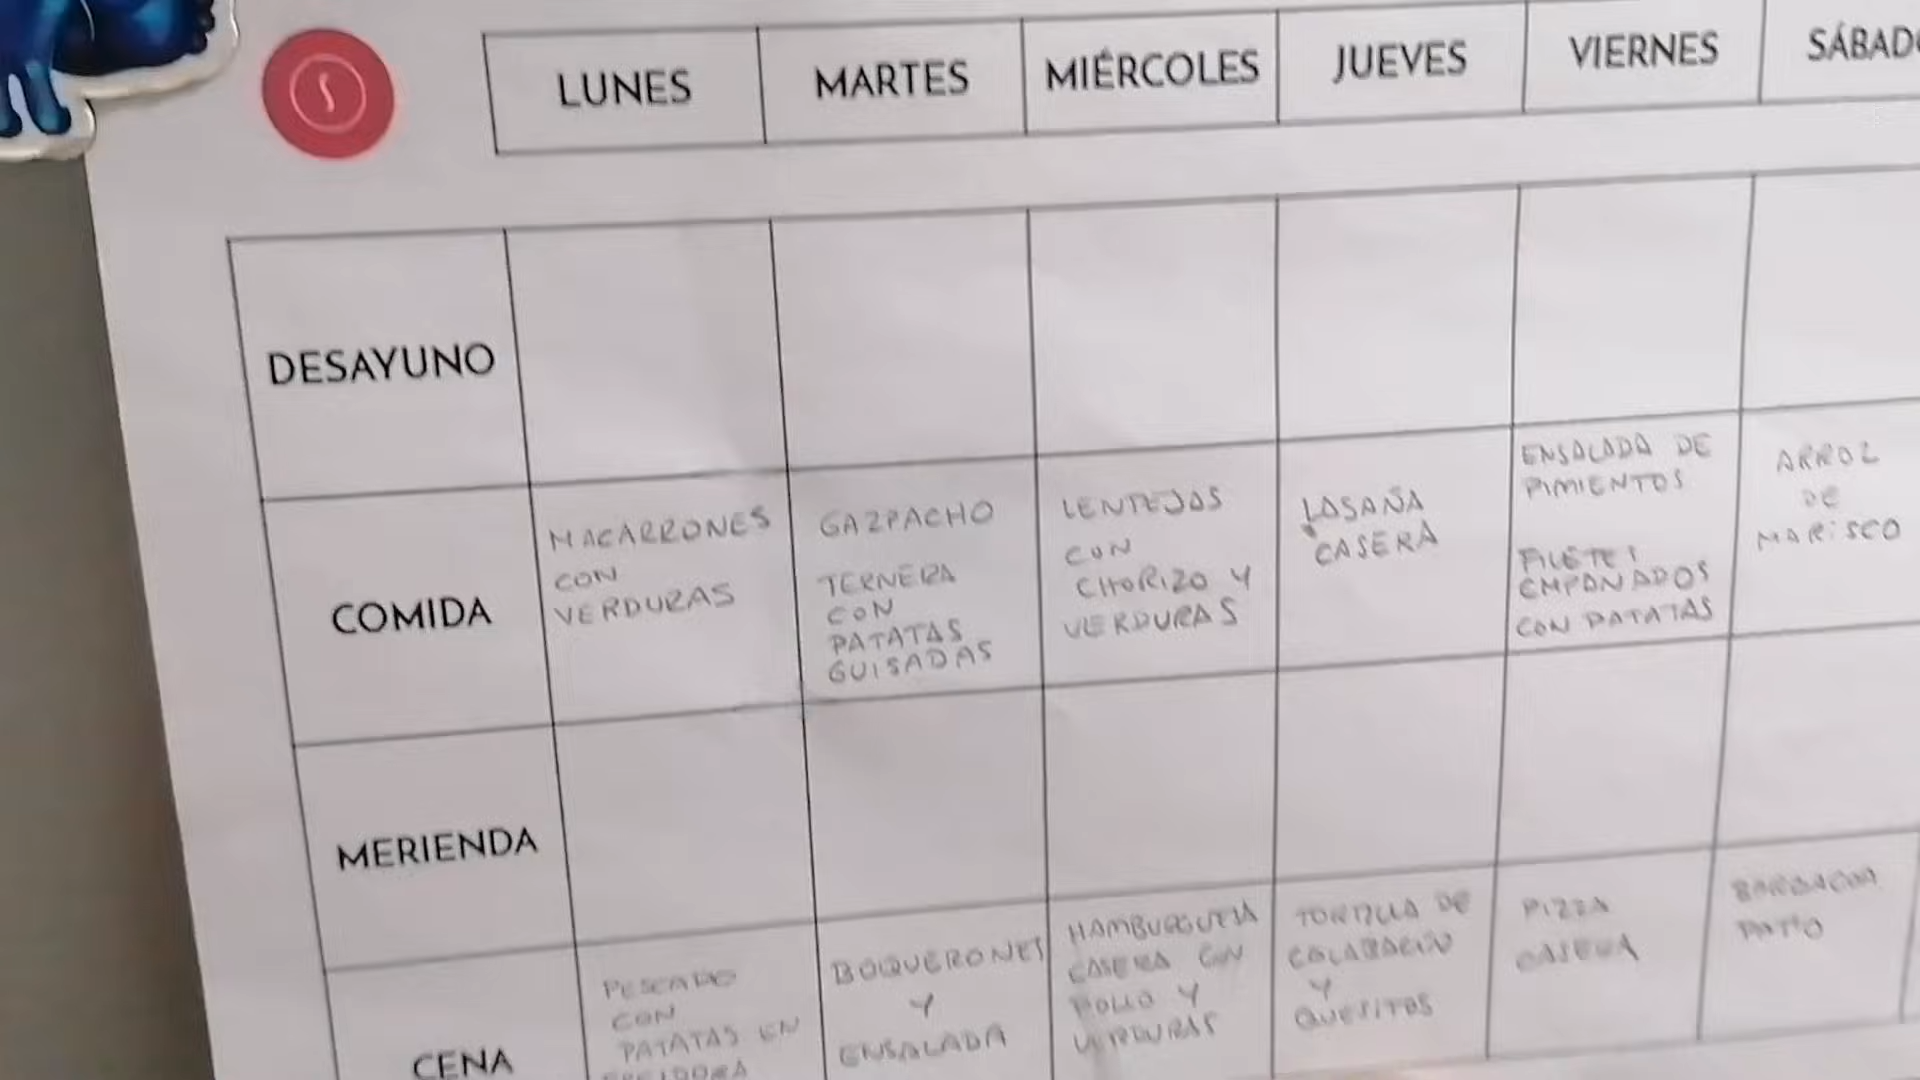 LUNES MARTES MIÉRCOLES JUEVES VIERNES
DESAYUNO
COMIDA
MACARRONES
CON
VERDURAS
GAZPACHO
TERNERA
CON
PATATAS
GUISADAS
LENTEJAS
CON
CHORIZO Y
VERDURAS
LASAÑA
CASERA
ENSALADA DE
PIMIENTOS
FILETES
EMPANADOS
CON PATATAS
ARROZ
DE
MARISCO
MERIENDA
CENA
PESCADO
CON
PATATAS EN
BOQUERONES
Y
ENSALADA
HAMBURGUESA
CASERA CON
POLLO Y
VERDURAS
TORTILLA DE
CALABACÍN
Y
QUESITOS
PIZZA
CASERA
BARBACOA
PATIO